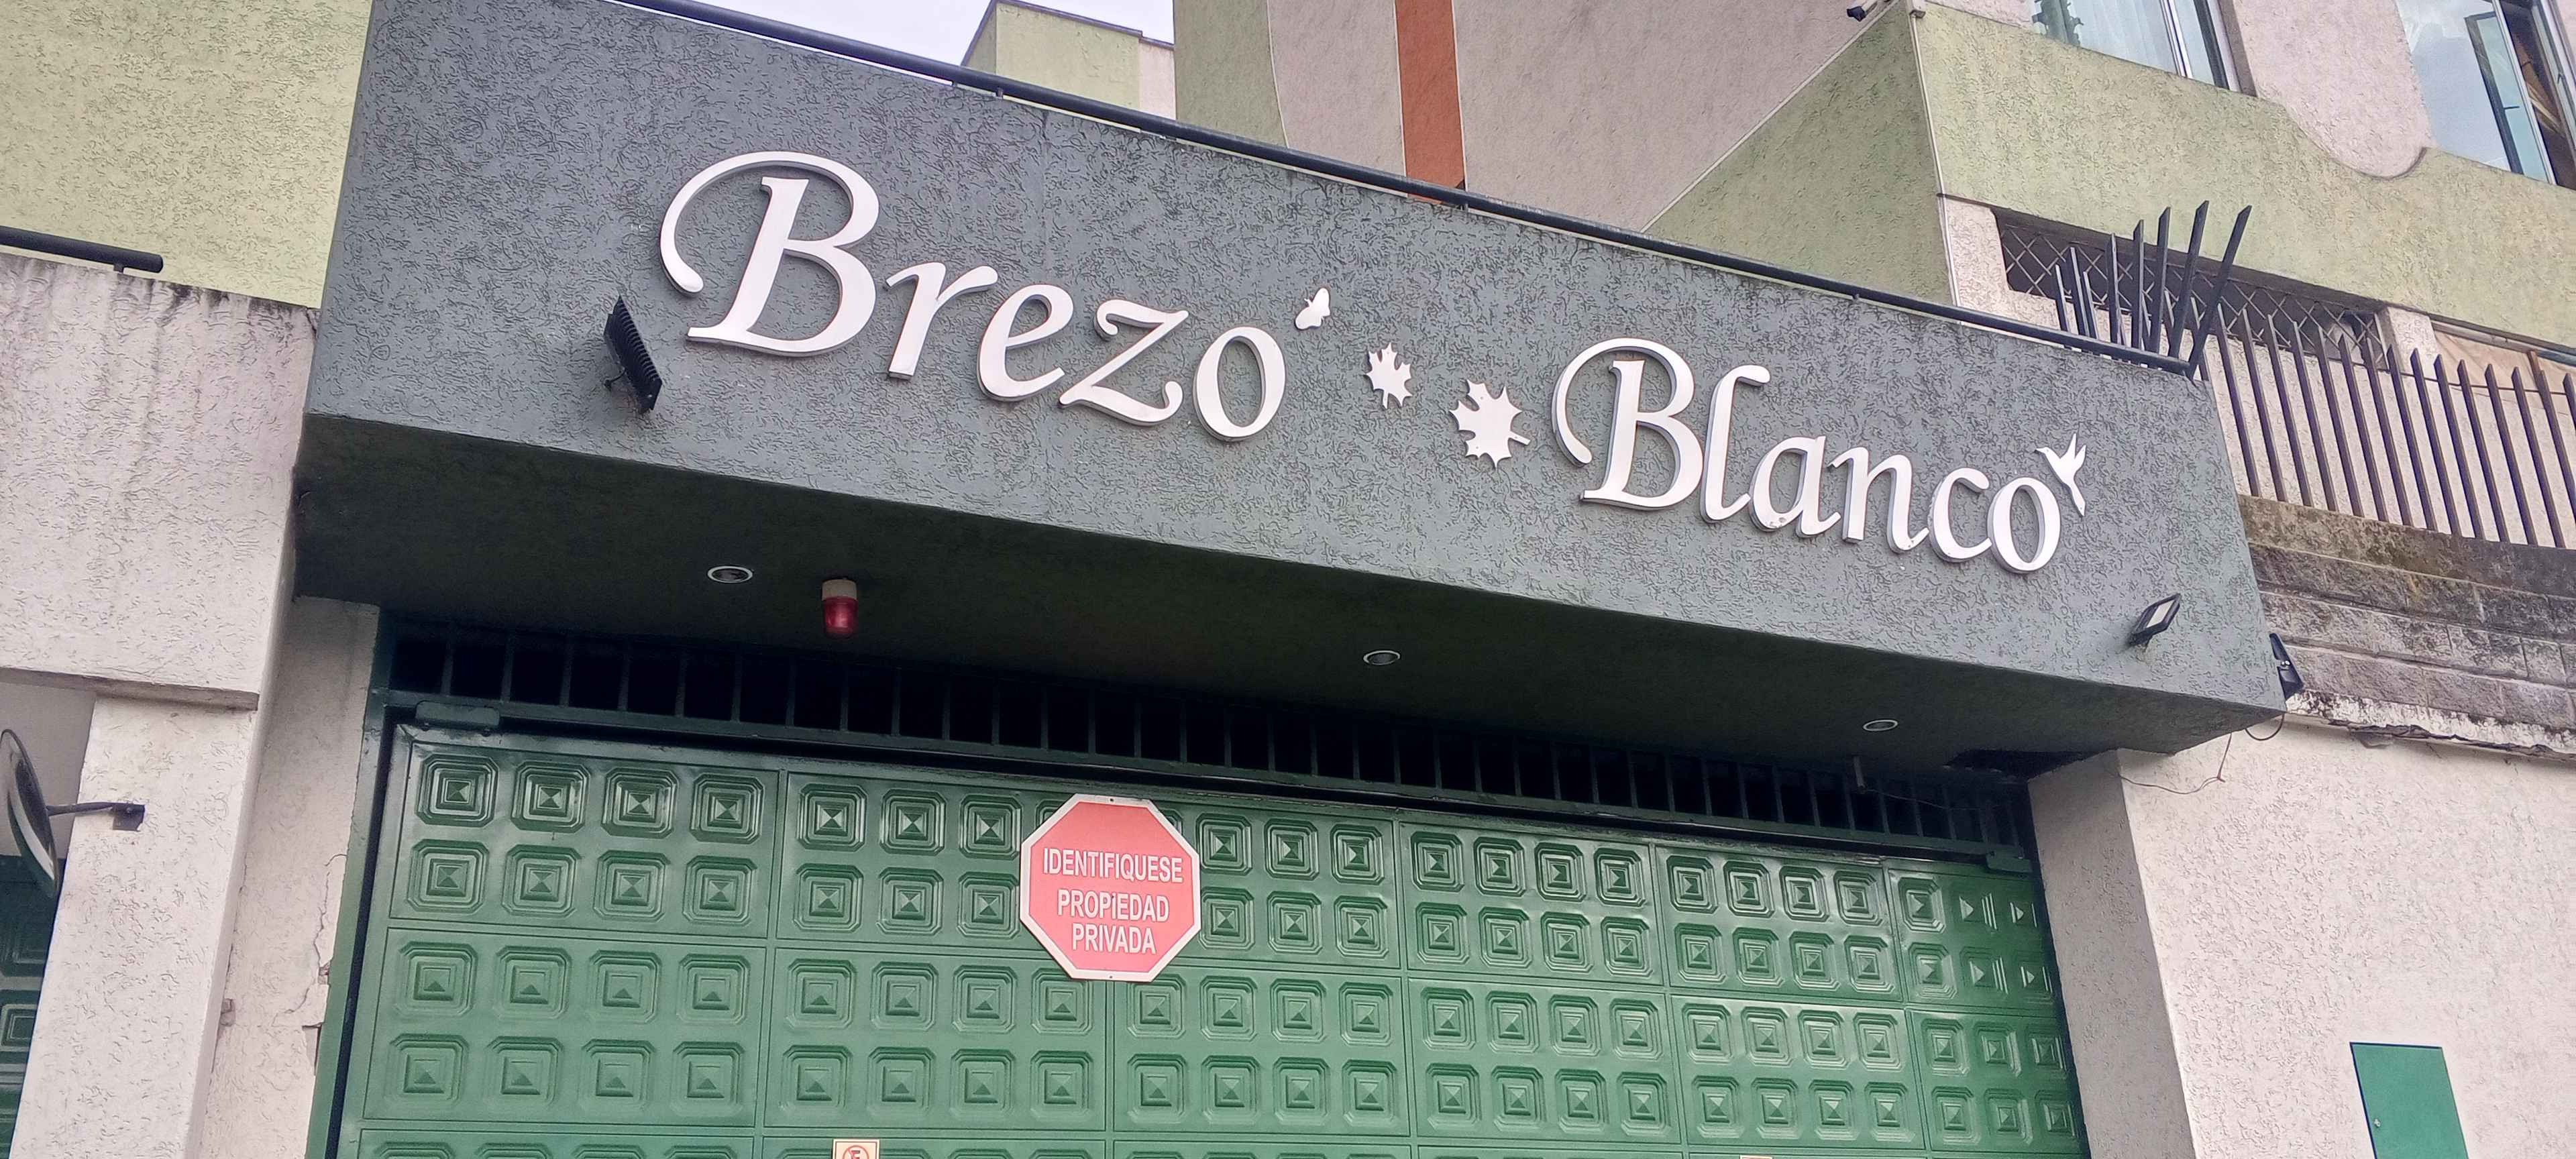 Brezo Blanco
IDENTIFIQUESE
PROPIEDAD
PRIVADA